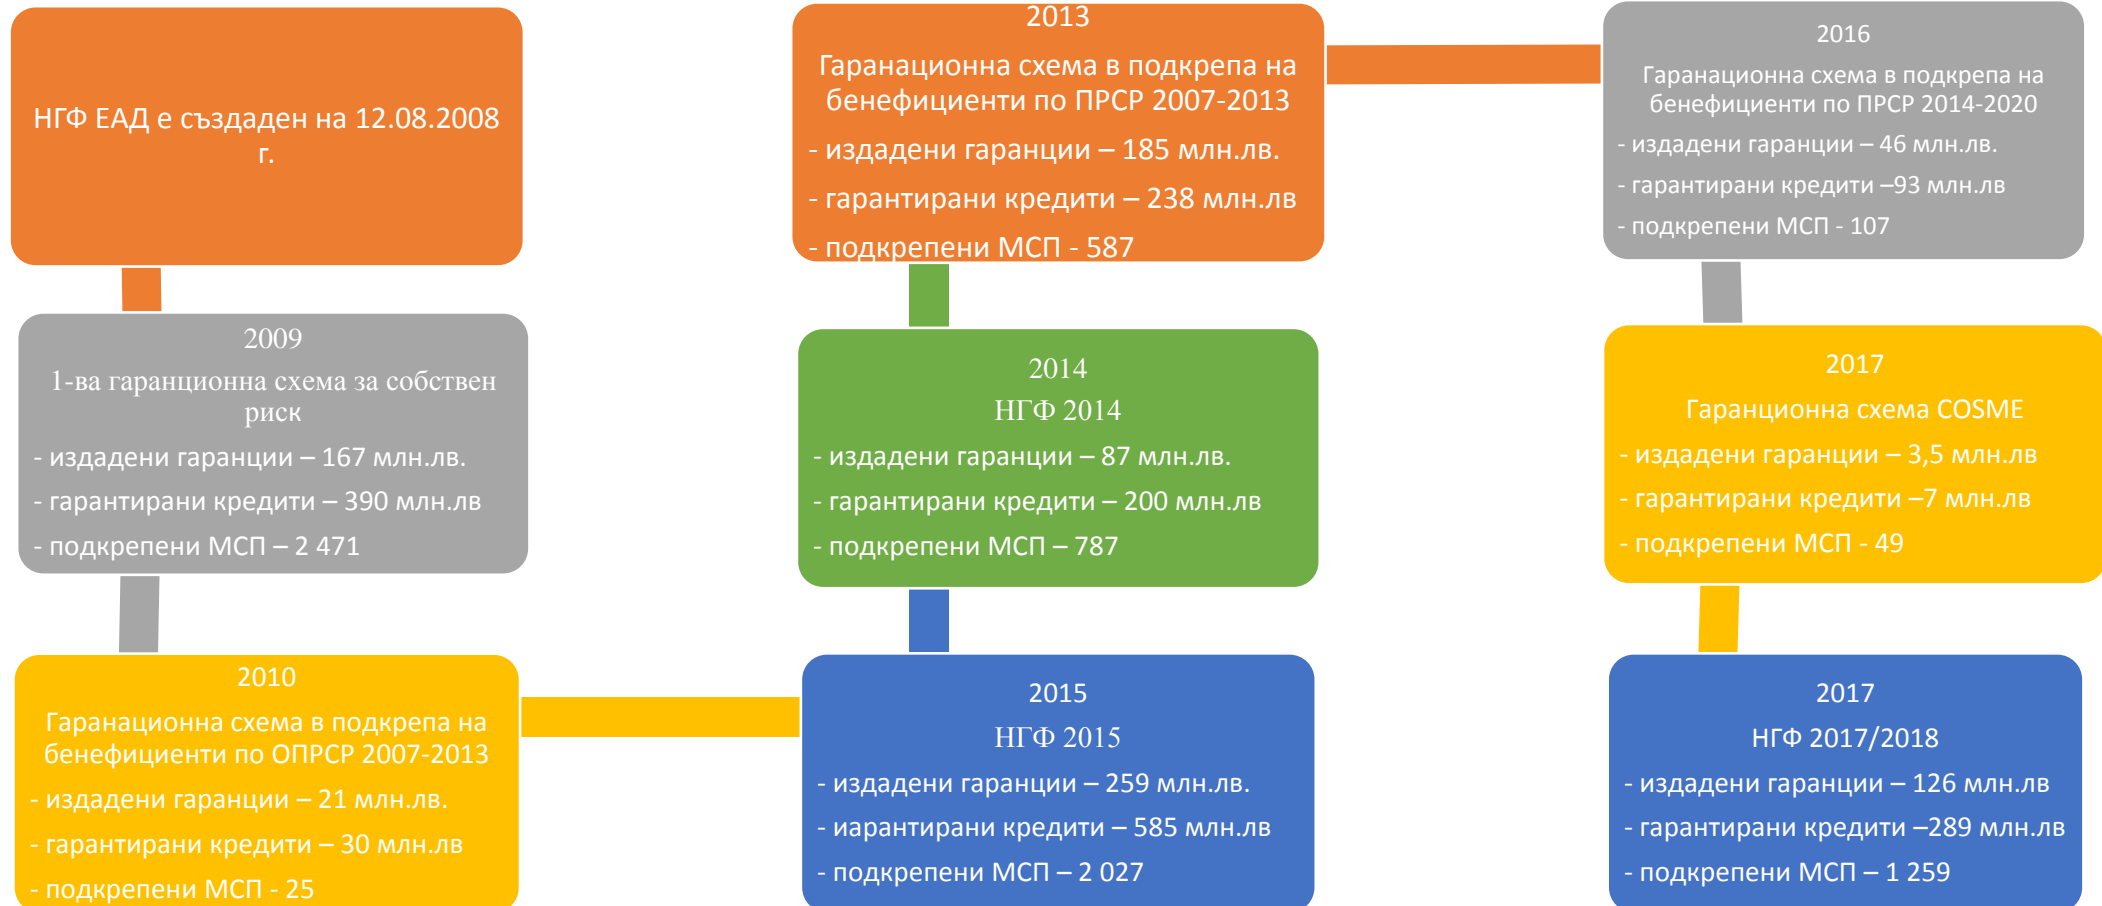 НГФ ЕАД е създаден на 12.08.2008
г.
2009
1-ва гаранционна схема за собствен
риск
- издадени гаранции – 167 млн.лв.
- гарантирани кредити – 390 млн.лв
- подкрепени МСП – 2 471
2010
Гаранационна схема в подкрепа на
бенефициенти по ОПРСР 2007-2013
- издадени гаранции – 21 млн.лв.
- гарантирани кредити – 30 млн.лв
- подкрепени МСП - 25
2013
Гаранационна схема в подкрепа на
бенефициенти по ПРСР 2007-2013
- издадени гаранции – 185 млн.лв.
- гарантирани кредити – 238 млн.лв
- подкрепени МСП - 587
2014
НГФ 2014
- издадени гаранции – 87 млн.лв.
- гарантирани кредити – 200 млн.лв
- подкрепени МСП – 787
2015
НГФ 2015
- издадени гаранции – 259 млн.лв.
- иарантирани кредити – 585 млн.лв
- подкрепени МСП – 2 027
2016
Гаранационна схема в подкрепа на
бенефициенти по ПРСР 2014-2020
- издадени гаранции – 46 млн.лв.
- гарантирани кредити –93 млн.лв
- подкрепени МСП - 107
2017
Гаранционна схема COSME
- издадени гаранции – 3,5 млн.лв
- гарантирани кредити –7 млн.лв
- подкрепени МСП - 49
2017
НГФ 2017/2018
- издадени гаранции – 126 млн.лв
- гарантирани кредити –289 млн.лв
- подкрепени МСП – 1 259